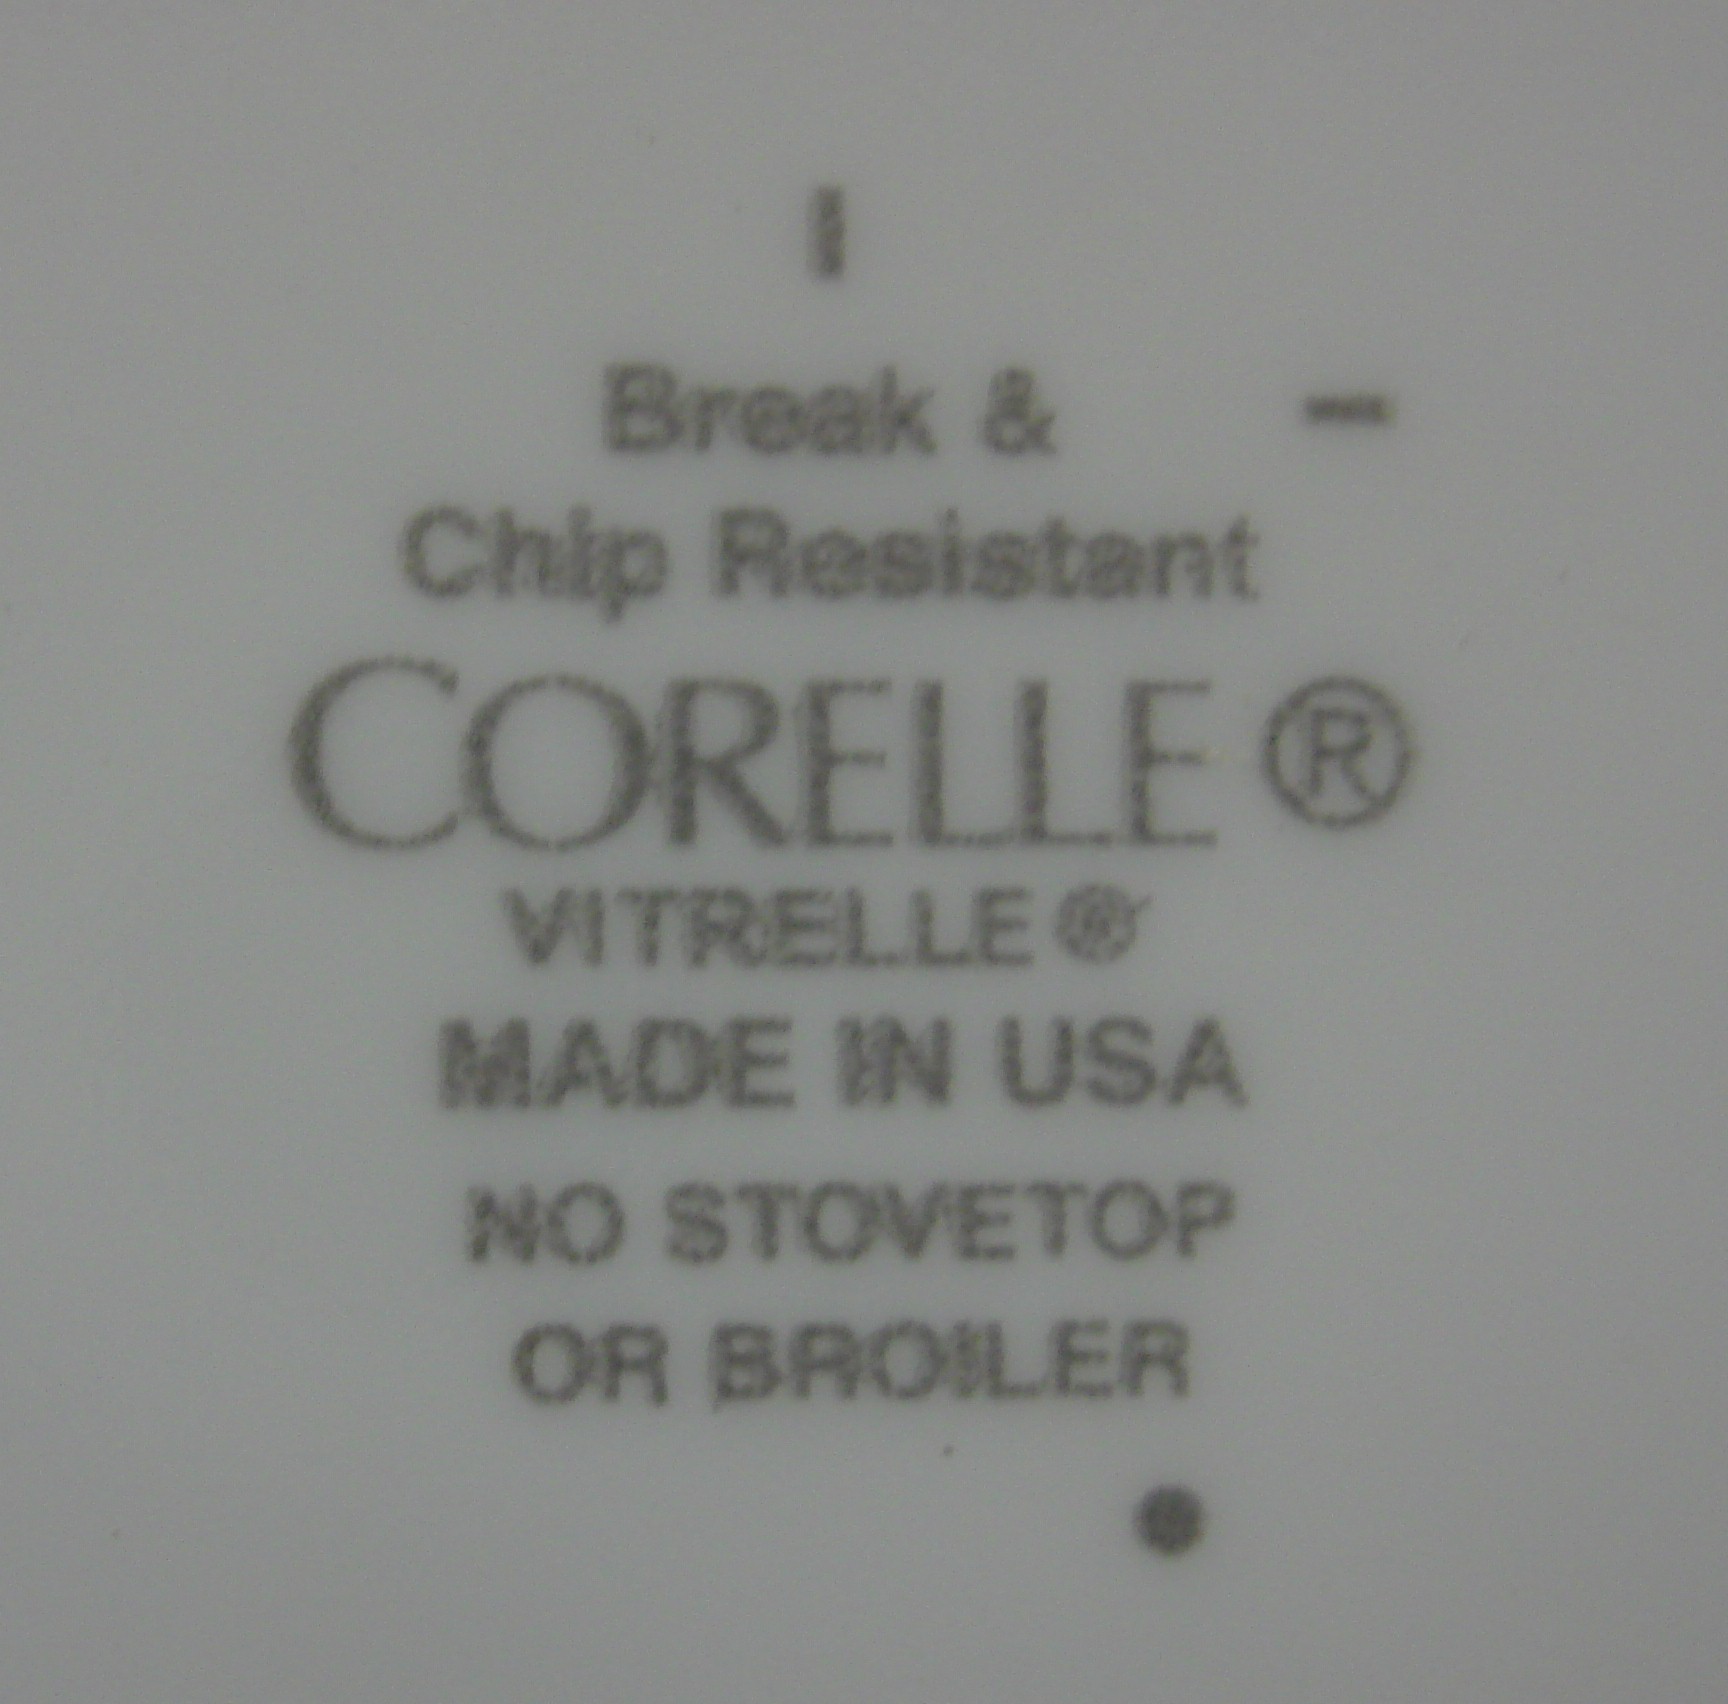 Break &
Chip Resistant
CORELLE®
VITRELLE®
MADE IN USA
NO STOVETOP
OR BROILER